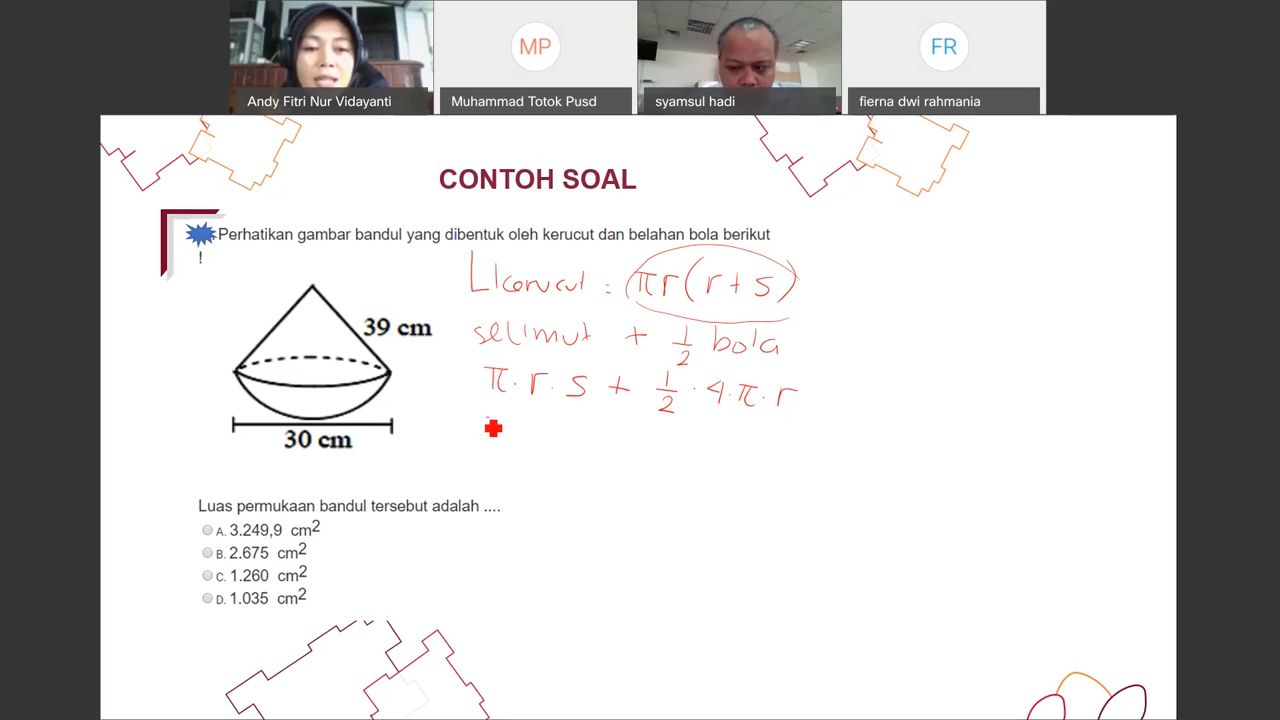 Andy Fitri Nur Vidayanti
MP
Muhammad Totok Pusd
syamsul hadi
FR
fierna dwi rahmania
CONTOH SOAL
Perhatikan gambar bandul yang dibentuk oleh kerucut dan belahan bola berikut
!
L kerucut = πr(r+s)
selimut + 1/2 bola
π. r. s + 1/2 . 4.π. r
39 cm
30 cm
Luas permukaan bandul tersebut adalah ....
A. 3.249,9 cm2
B. 2.675 cm2
C. 1.260 cm2
D. 1.035 cm2